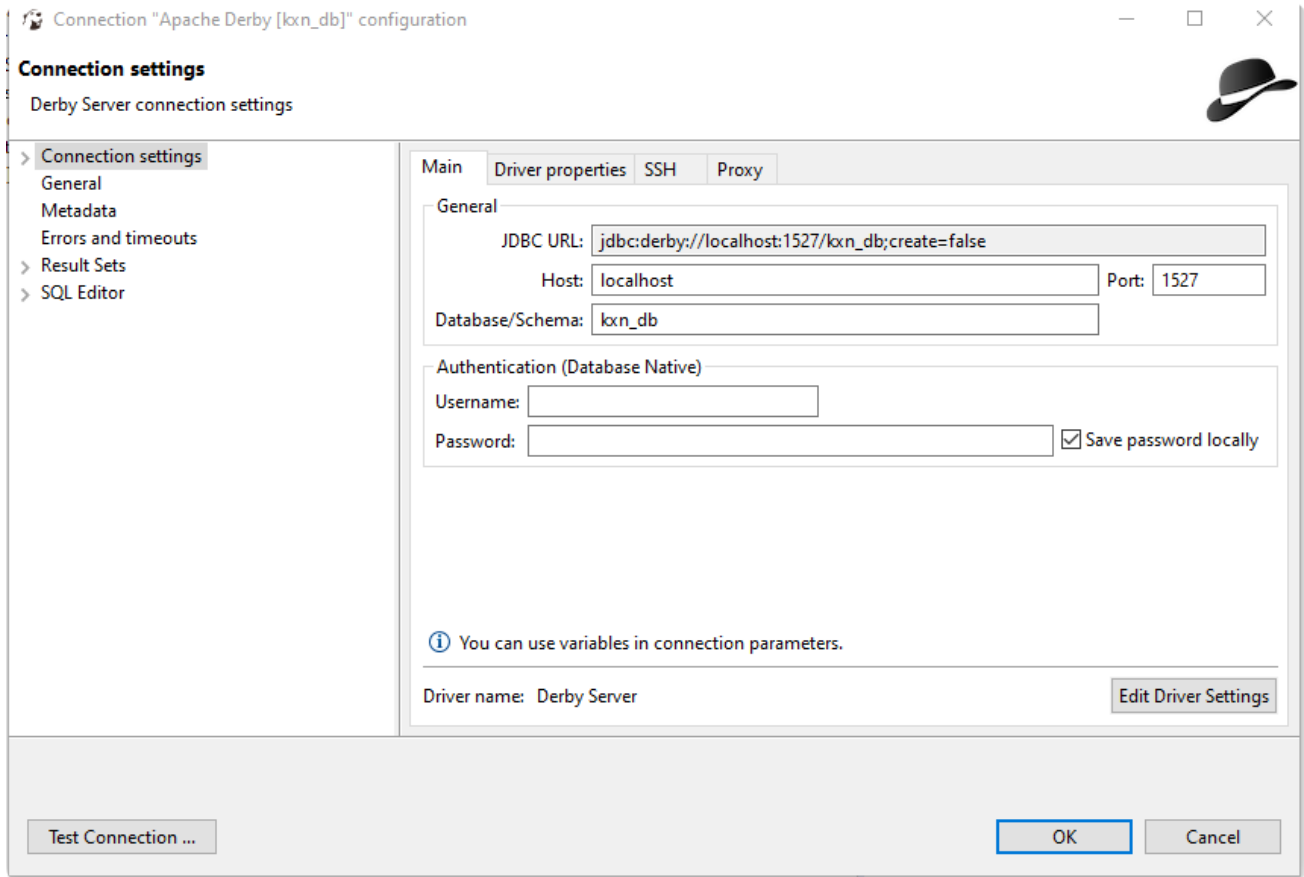 Connection "Apache Derby [kxn_db]" configuration
Connection settings
Derby Server connection settings
Connection settings
General
Metadata
Errors and timeouts
Result Sets
SQL Editor
Main Driver properties SSH Proxy
General
JDBC URL: jdbc:derby://localhost:1527/kxn_db;create=false
Host: localhost Port: 1527
Database/Schema: kxn_db
Authentication (Database Native)
Username:
Password: Save password locally
You can use variables in connection parameters.
Driver name: Derby Server Edit Driver Settings
Test Connection ... OK Cancel